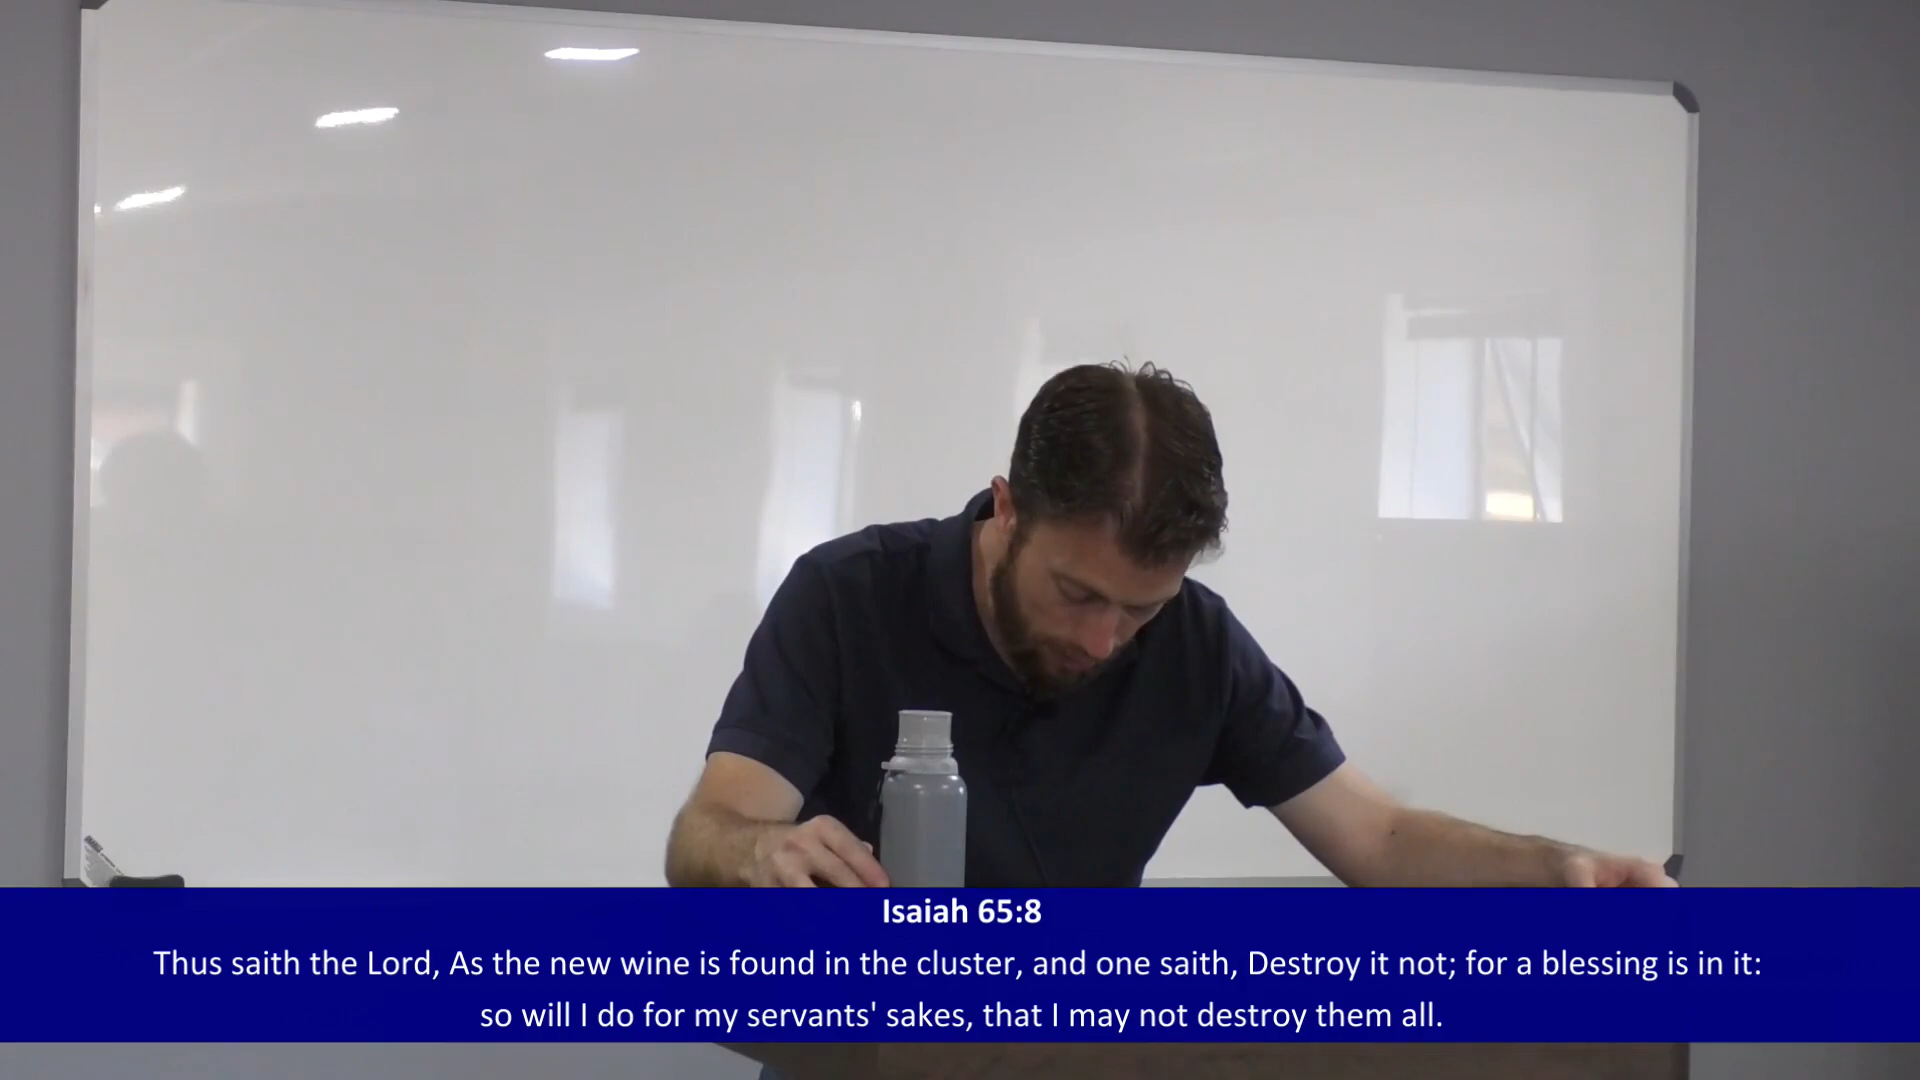 Isaiah 65:8
Thus saith the Lord, As the new wine is found in the cluster, and one saith, Destroy it not; for a blessing is in it:
so will I do for my servants' sakes, that I may not destroy them all.